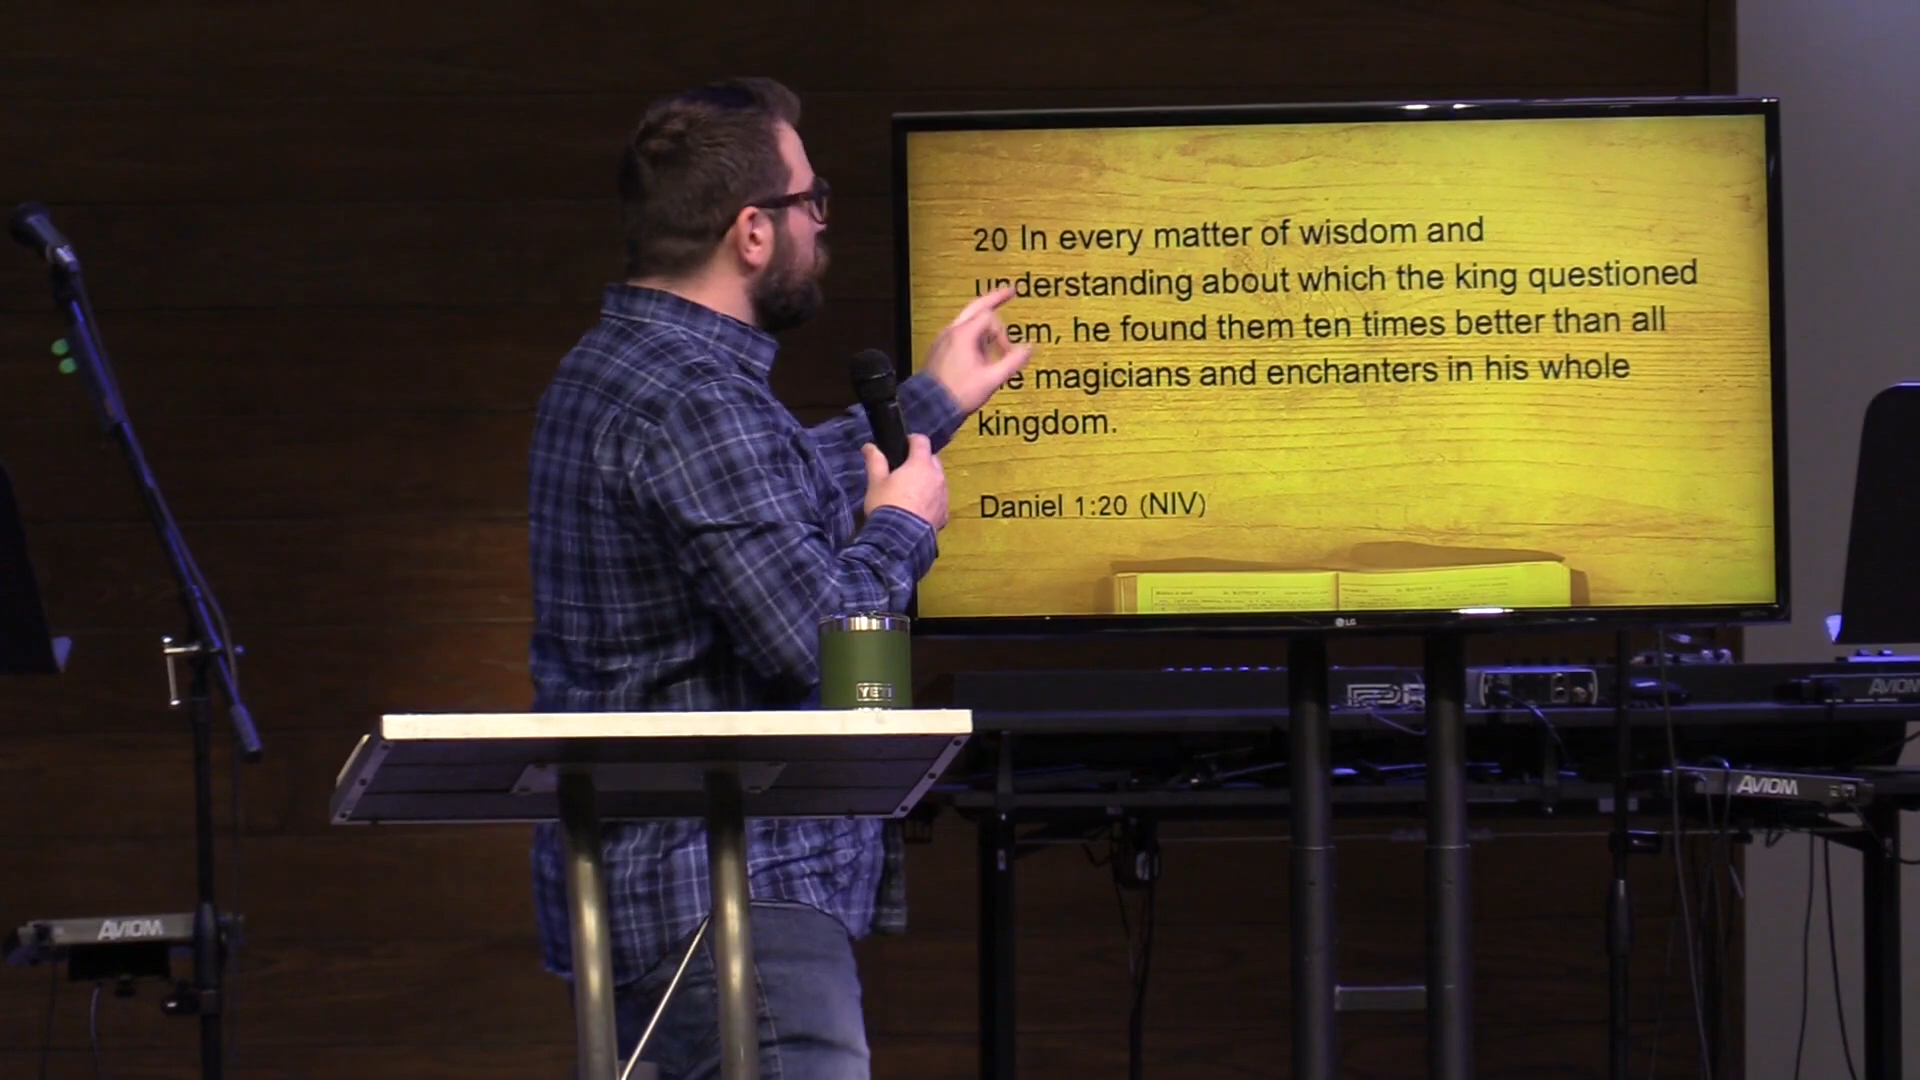 20 In every matter of wisdom and
understanding about which the king questioned
em, he found them ten times better than all
e magicians and enchanters in his whole
kingdom.
Daniel 1:20 (NIV)
LG
YETI
AVIOM
AVIOM
AVIOM